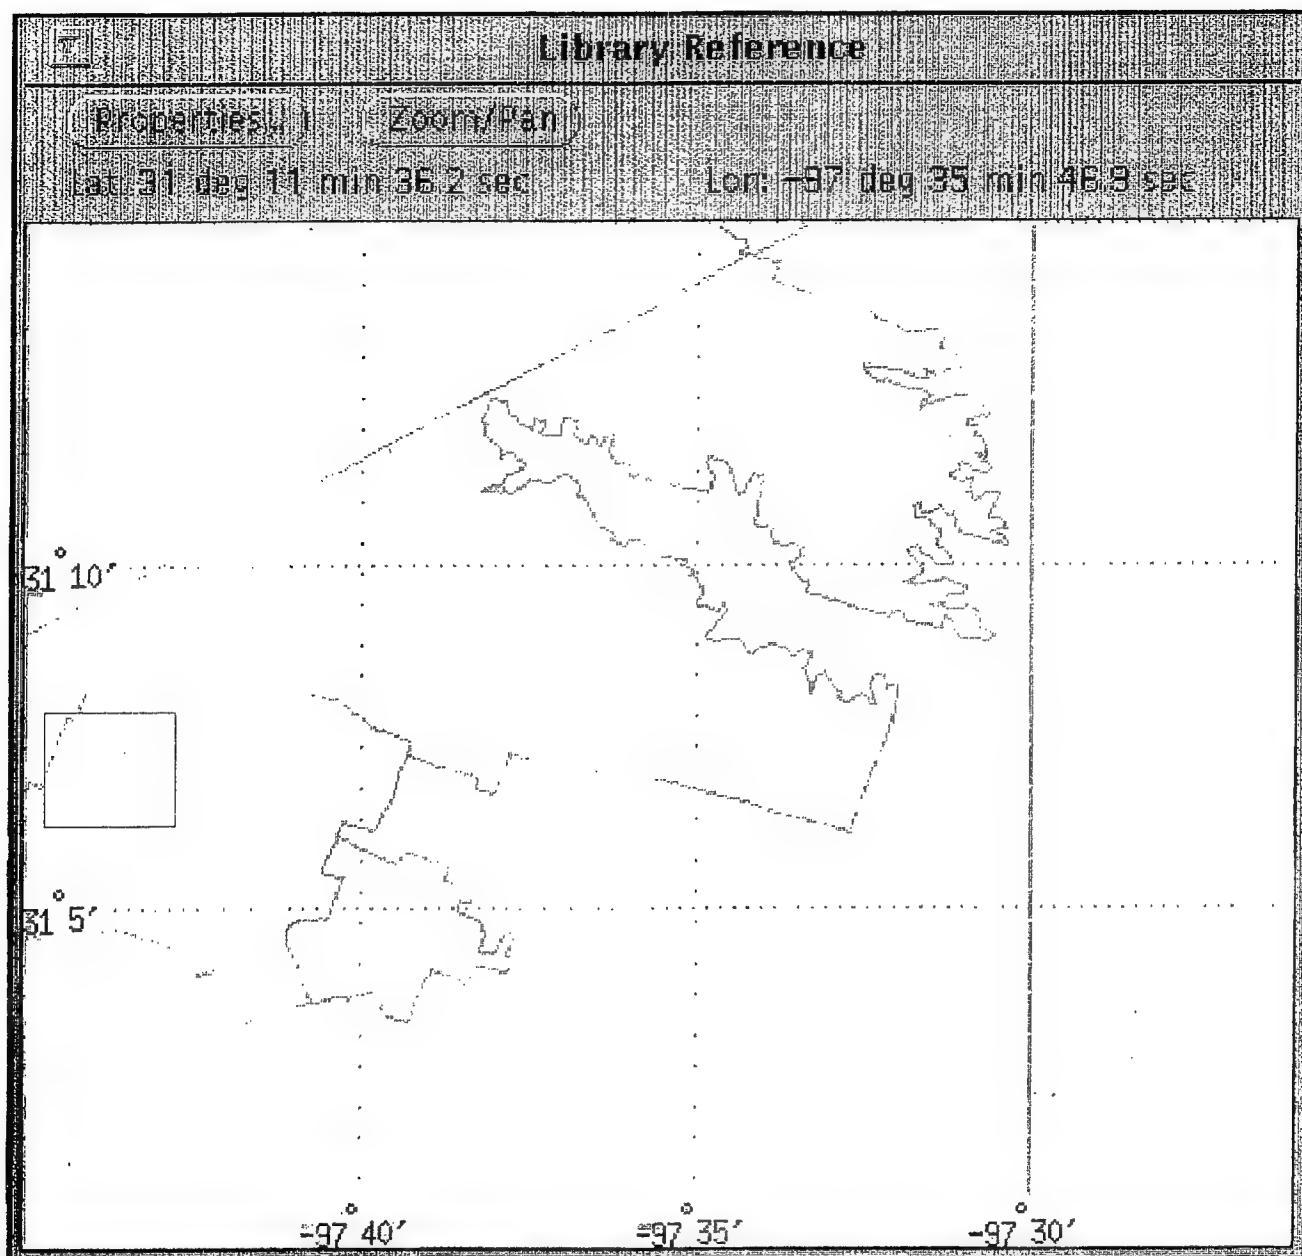 Library Reference
Properties... Zoom/Pan
Lat: 31 deg 11 min 36.2 sec Lon: -97 deg 35 min 46.9 sec
31° 10′
31° 5′
-97° 40′ -97° 35′ -97° 30′